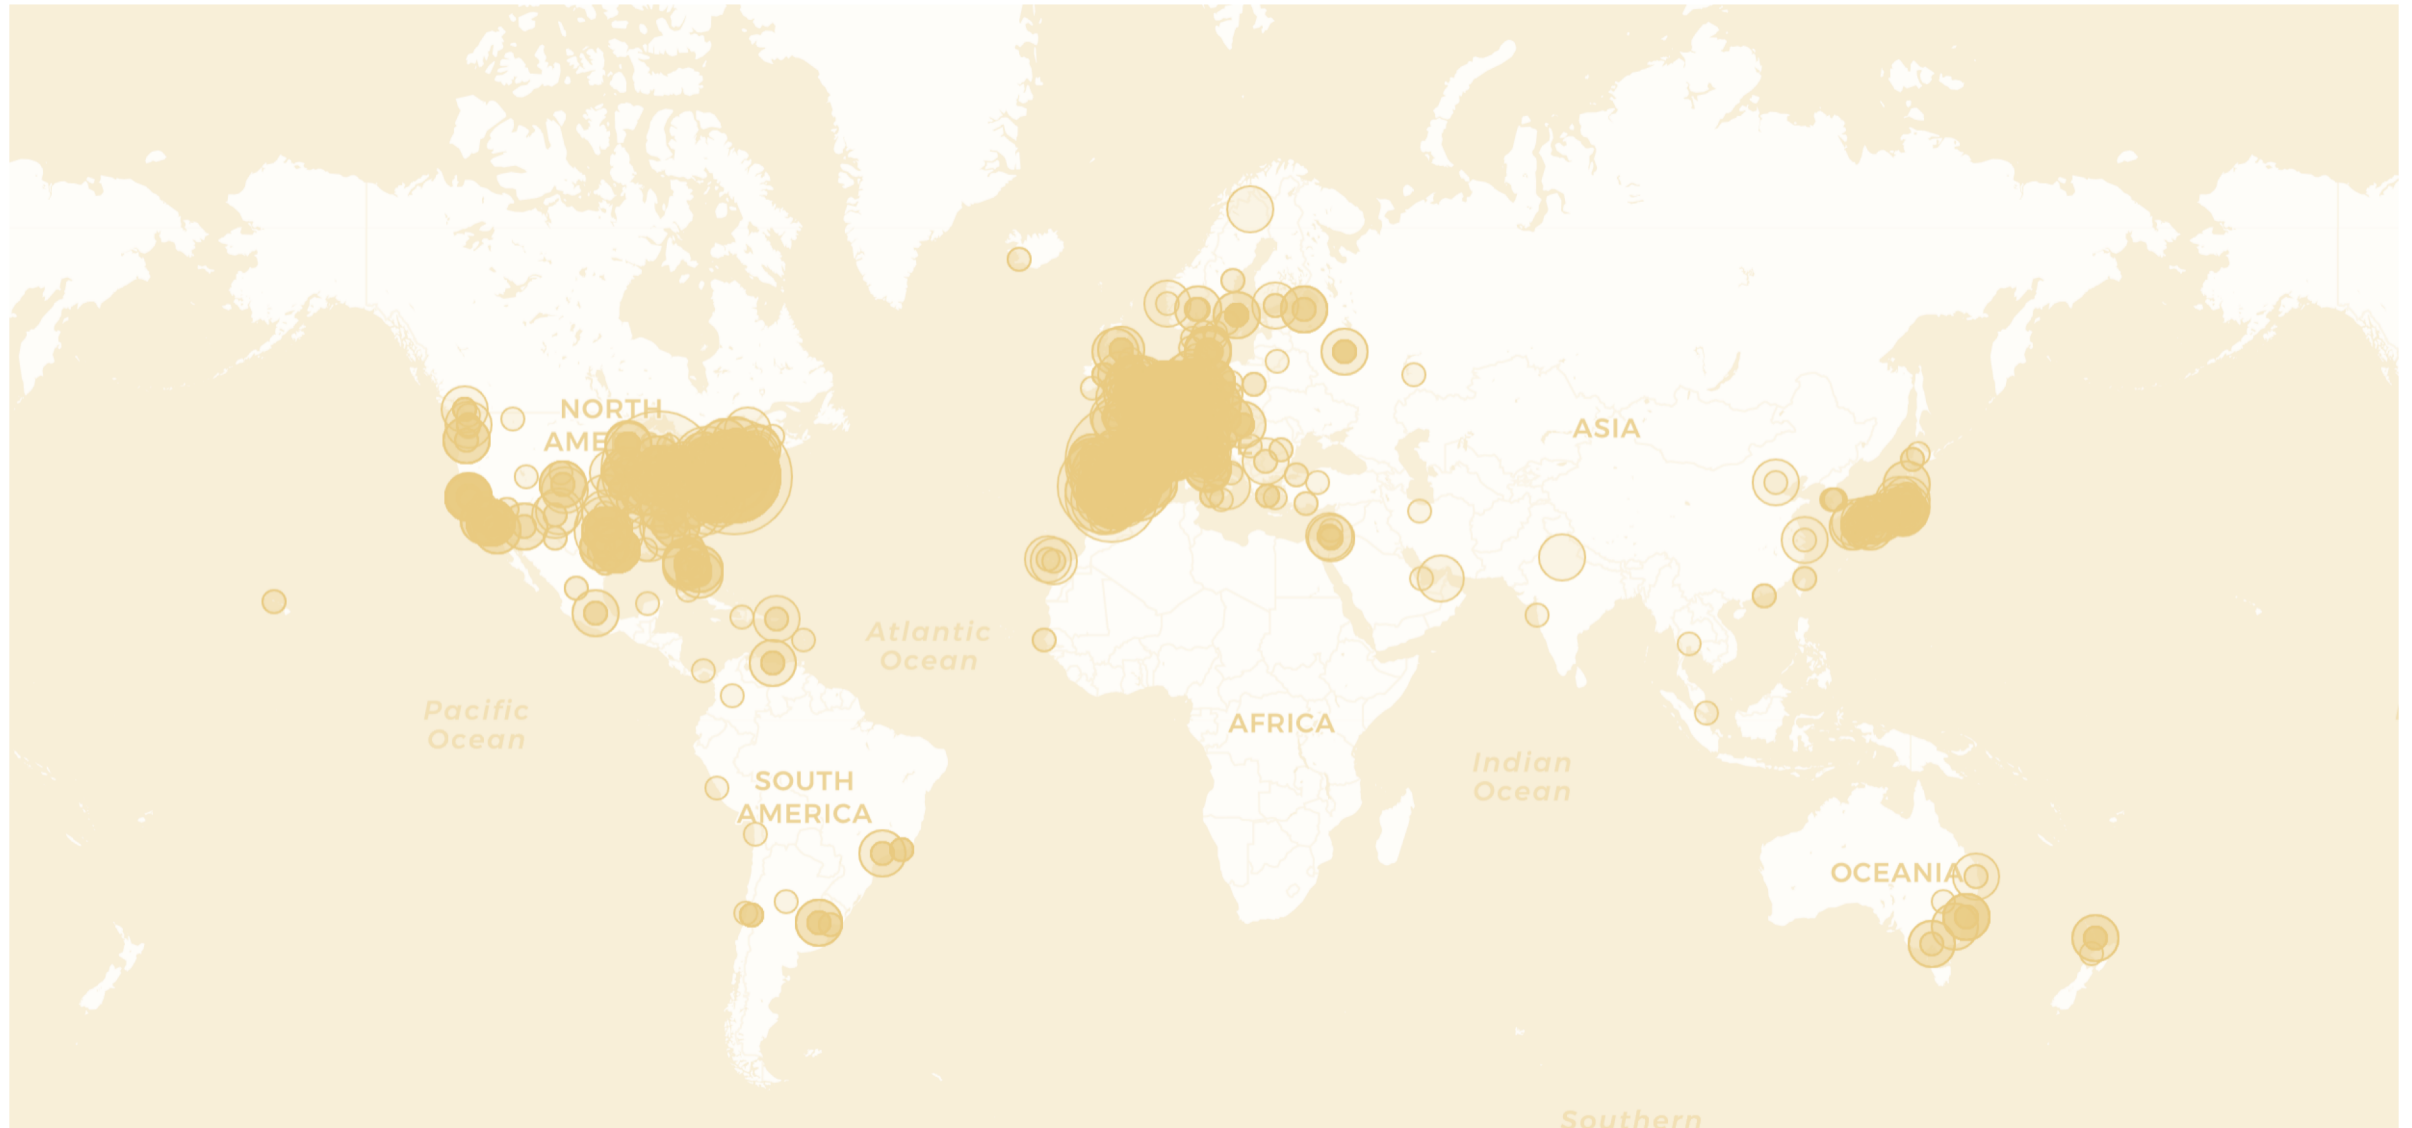 NORTH
AME
ASIA
Atlantic
Ocean
Pacific
Ocean
AFRICA
SOUTH
AMERICA
Indian
Ocean
OCEANIA
Southern